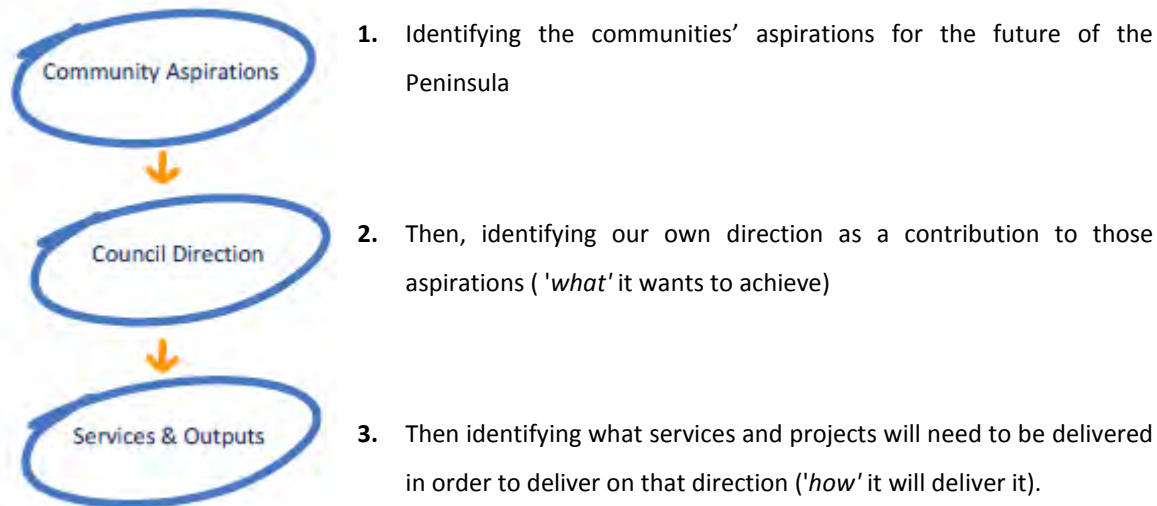 Community Aspirations
1. Identifying the communities’ aspirations for the future of the
Peninsula
Council Direction
2. Then, identifying our own direction as a contribution to those
aspirations ( 'what' it wants to achieve)
Services & Outputs
3. Then identifying what services and projects will need to be delivered
in order to deliver on that direction ('how' it will deliver it).